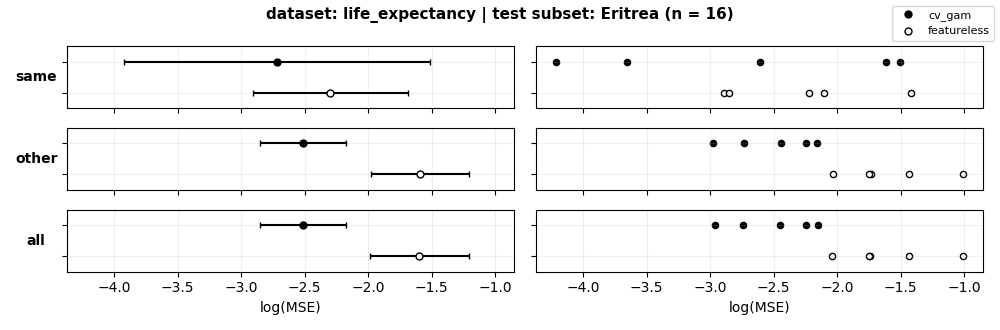 dataset: life_expectancy | test subset: Eritrea (n = 16)
cv_gam
featureless
same
other
all
−4.0 −3.5 −3.0 −2.5 −2.0 −1.5 −1.0 −4.0 −3.5 −3.0 −2.5 −2.0 −1.5 −1.0
log(MSE) log(MSE)